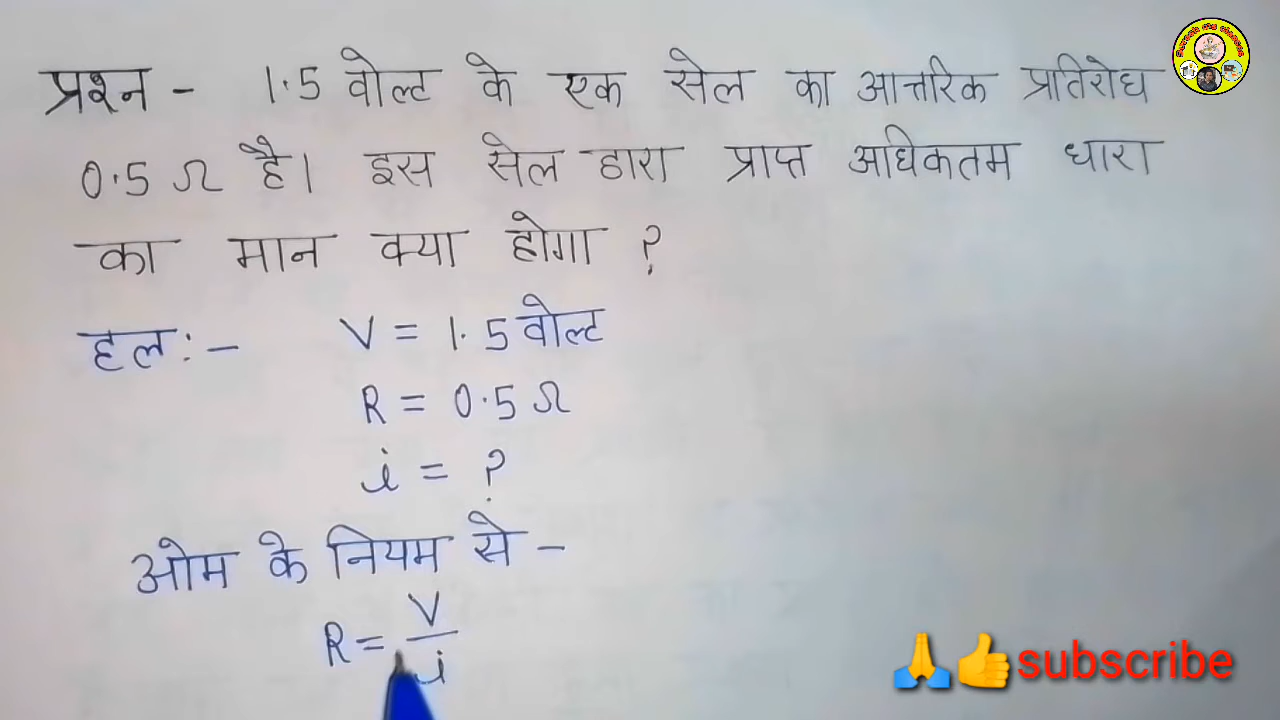 प्रश्न - 1.5 वोल्ट के एक सेल का आत्तरिक प्रतिरोध
0.5 Ω है। इस सेल द्वारा प्राप्त अधिकतम धारा
का मान क्या होगा ?
हल :- V = 1.5 वोल्ट
R = 0.5 Ω
i = ?
ओम के नियम से -
R = V/i
subscribe